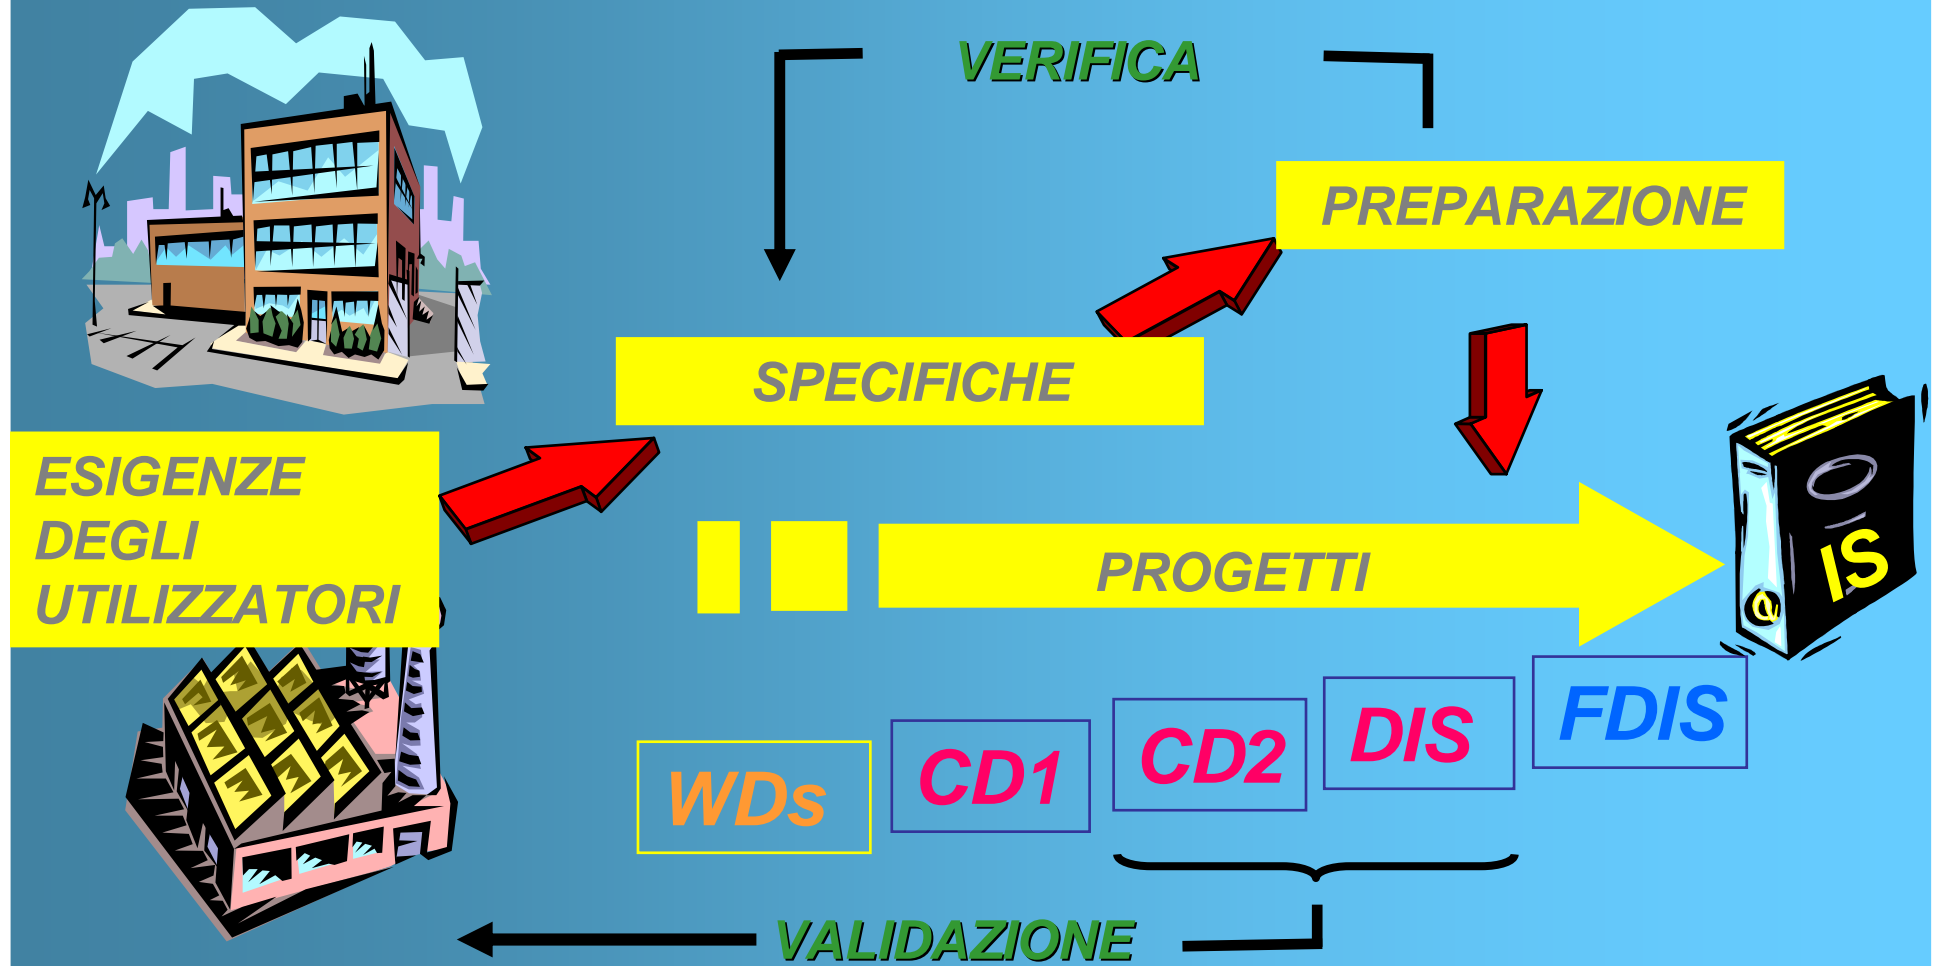 VERIFICA
PREPARAZIONE
SPECIFICHE
ESIGENZE
DEGLI
UTILIZZATORI
PROGETTI
IS
WDs
CD1
CD2
DIS
FDIS
VALIDAZIONE